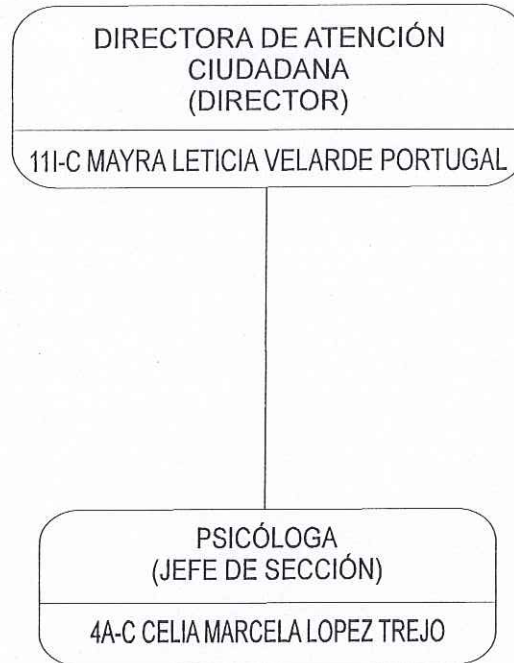 DIRECTORA DE ATENCIÓN
CIUDADANA
(DIRECTOR)
11I-C MAYRA LETICIA VELARDE PORTUGAL
PSICÓLOGA
(JEFE DE SECCIÓN)
4A-C CELIA MARCELA LOPEZ TREJO